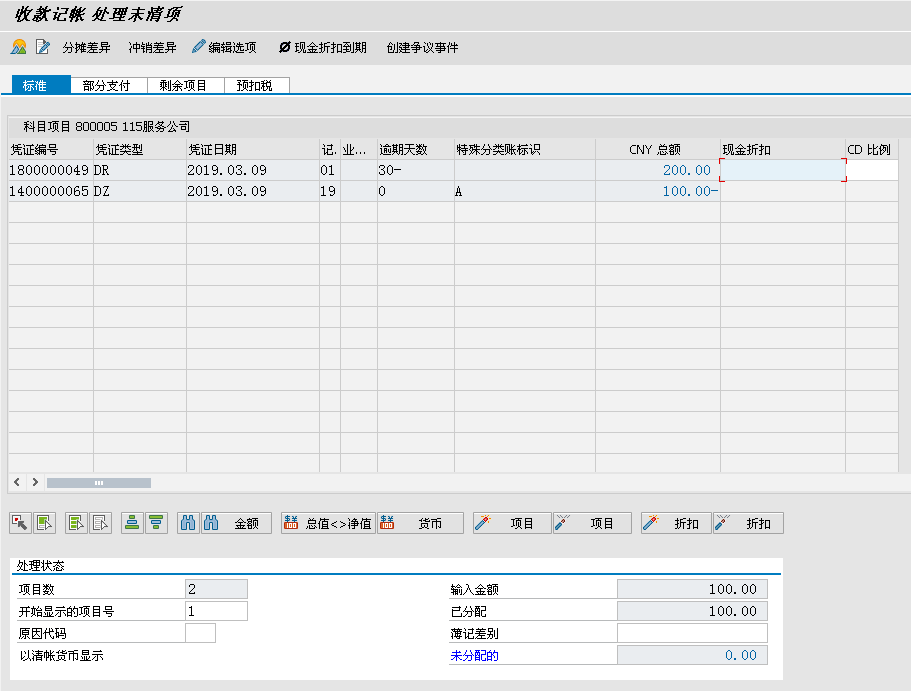 收款记帐 处理未清项
分摊差异 冲销差异 编辑选项 现金折扣到期 创建争议事件
标准 部分支付 剩余项目 预扣税
科目项目 800005 115服务公司
凭证编号 凭证类型 凭证日期 记. 业... 逾期天数 特殊分类账标识 CNY 总额 现金折扣 CD 比例
1800000049 DR 2019.03.09 01 30- 200.00
1400000065 DZ 2019.03.09 19 0 A 100.00-
金额 总值<>净值 货币 项目 项目 折扣 折扣
处理状态
项目数 2 输入金额 100.00
开始显示的项目号 1 已分配 100.00
原因代码 薄记差别
以清帐货币显示 未分配的 0.00